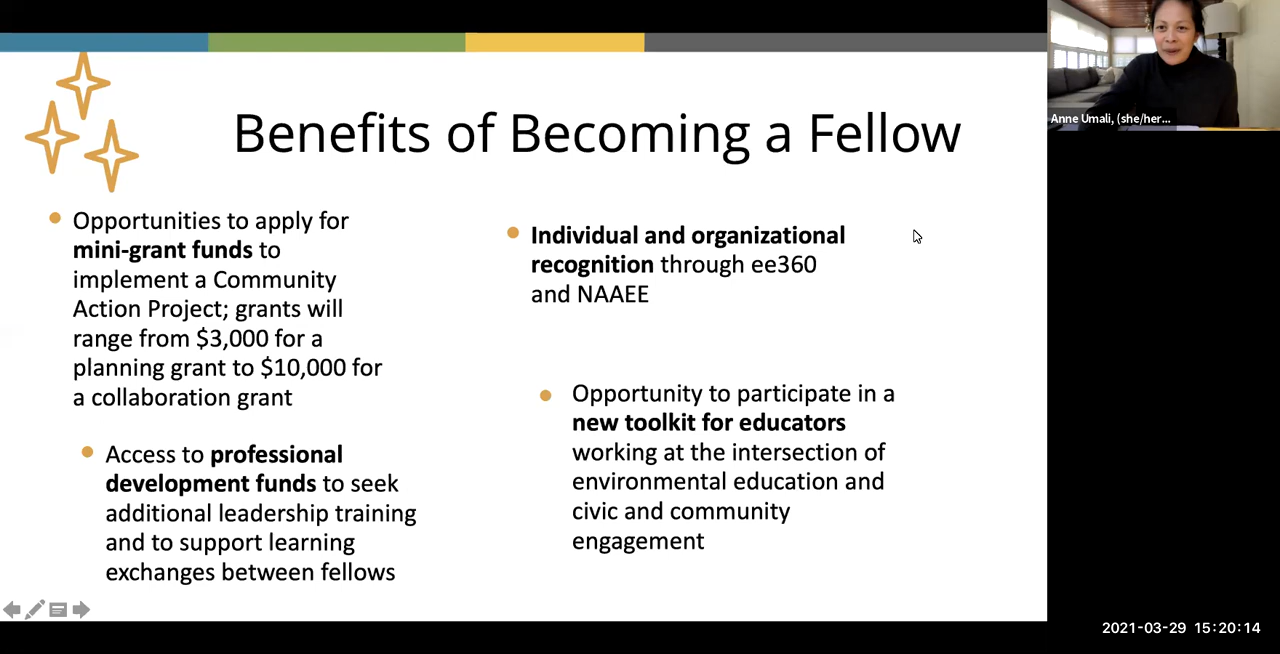 Benefits of Becoming a Fellow
Opportunities to apply for
mini-grant funds to
implement a Community
Action Project; grants will
range from $3,000 for a
planning grant to $10,000 for
a collaboration grant
Access to professional
development funds to seek
additional leadership training
and to support learning
exchanges between fellows
Individual and organizational
recognition through ee360
and NAAEE
Opportunity to participate in a
new toolkit for educators
working at the intersection of
environmental education and
civic and community
engagement
Anne Umali, (she/her...
2021-03-29 15:20:14